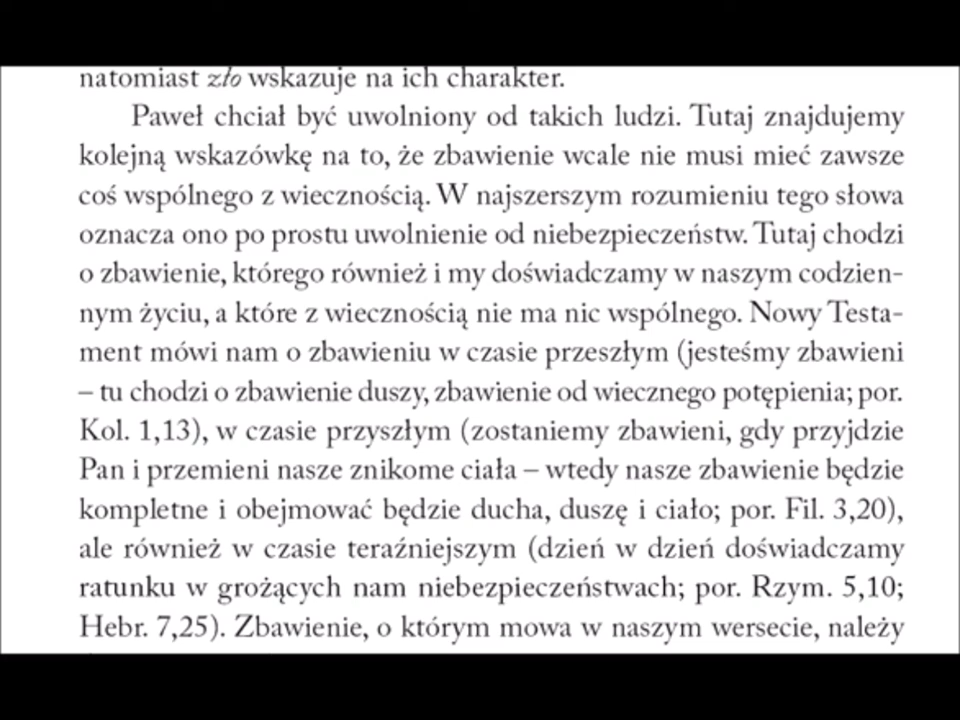 natomiast zło wskazuje na ich charakter.
Paweł chciał być uwolniony od takich ludzi. Tutaj znajdujemy
kolejną wskazówkę na to, że zbawienie wcale nie musi mieć zawsze
coś wspólnego z wiecznością. W najszerszym rozumieniu tego słowa
oznacza ono po prostu uwolnienie od niebezpieczeństw. Tutaj chodzi
o zbawienie, którego również i my doświadczamy w naszym codzien-
nym życiu, a które z wiecznością nie ma nic wspólnego. Nowy Testa-
ment mówi nam o zbawieniu w czasie przeszłym (jesteśmy zbawieni
– tu chodzi o zbawienie duszy, zbawienie od wiecznego potępienia; por.
Kol. 1,13), w czasie przyszłym (zostaniemy zbawieni, gdy przyjdzie
Pan i przemieni nasze znikome ciała – wtedy nasze zbawienie będzie
kompletne i obejmować będzie ducha, duszę i ciało; por. Fil. 3,20),
ale również w czasie teraźniejszym (dzień w dzień doświadczamy
ratunku w grożących nam niebezpieczeństwach; por. Rzym. 5,10;
Hebr. 7,25). Zbawienie, o którym mowa w naszym wersecie, należy